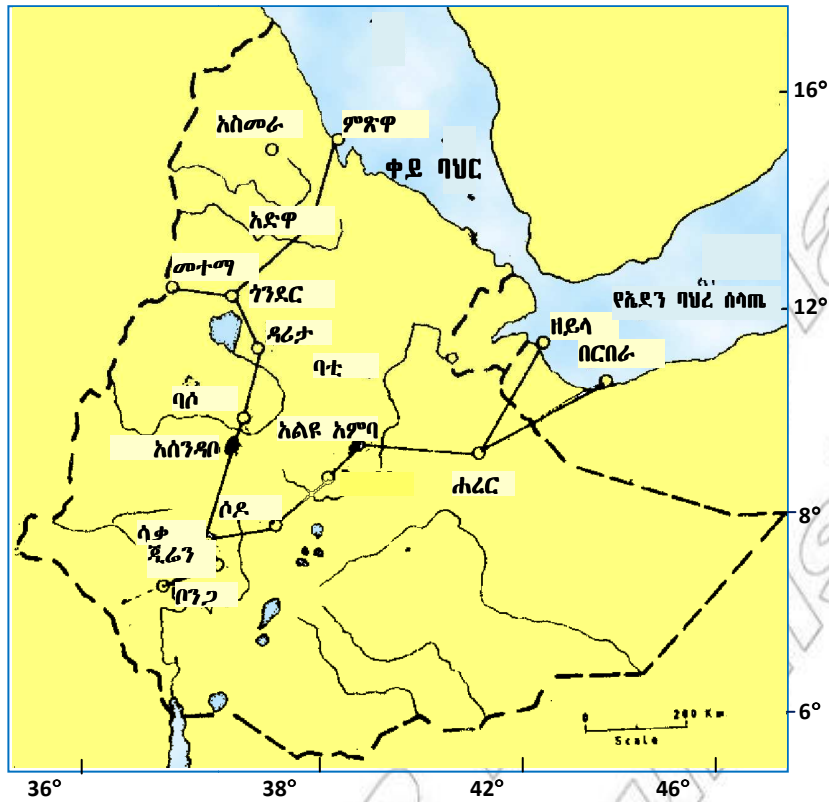 16°
አስመራ
ምጽዋ
ቀይ ባህር
አድዋ
መተማ
ጎንደር
12°
የኤደን ባህረ ሰላጤ
ዘይላ
ዳሪታ
በርበራ
ባቲ
ባሶ
አልዩ አምባ
አሰንዳቦ
ሐረር
ሶዶ
8°
ሳቃ
ጂሬን
ቦንጋ
0 200 Km
Scale
6°
36° 38° 42° 46°